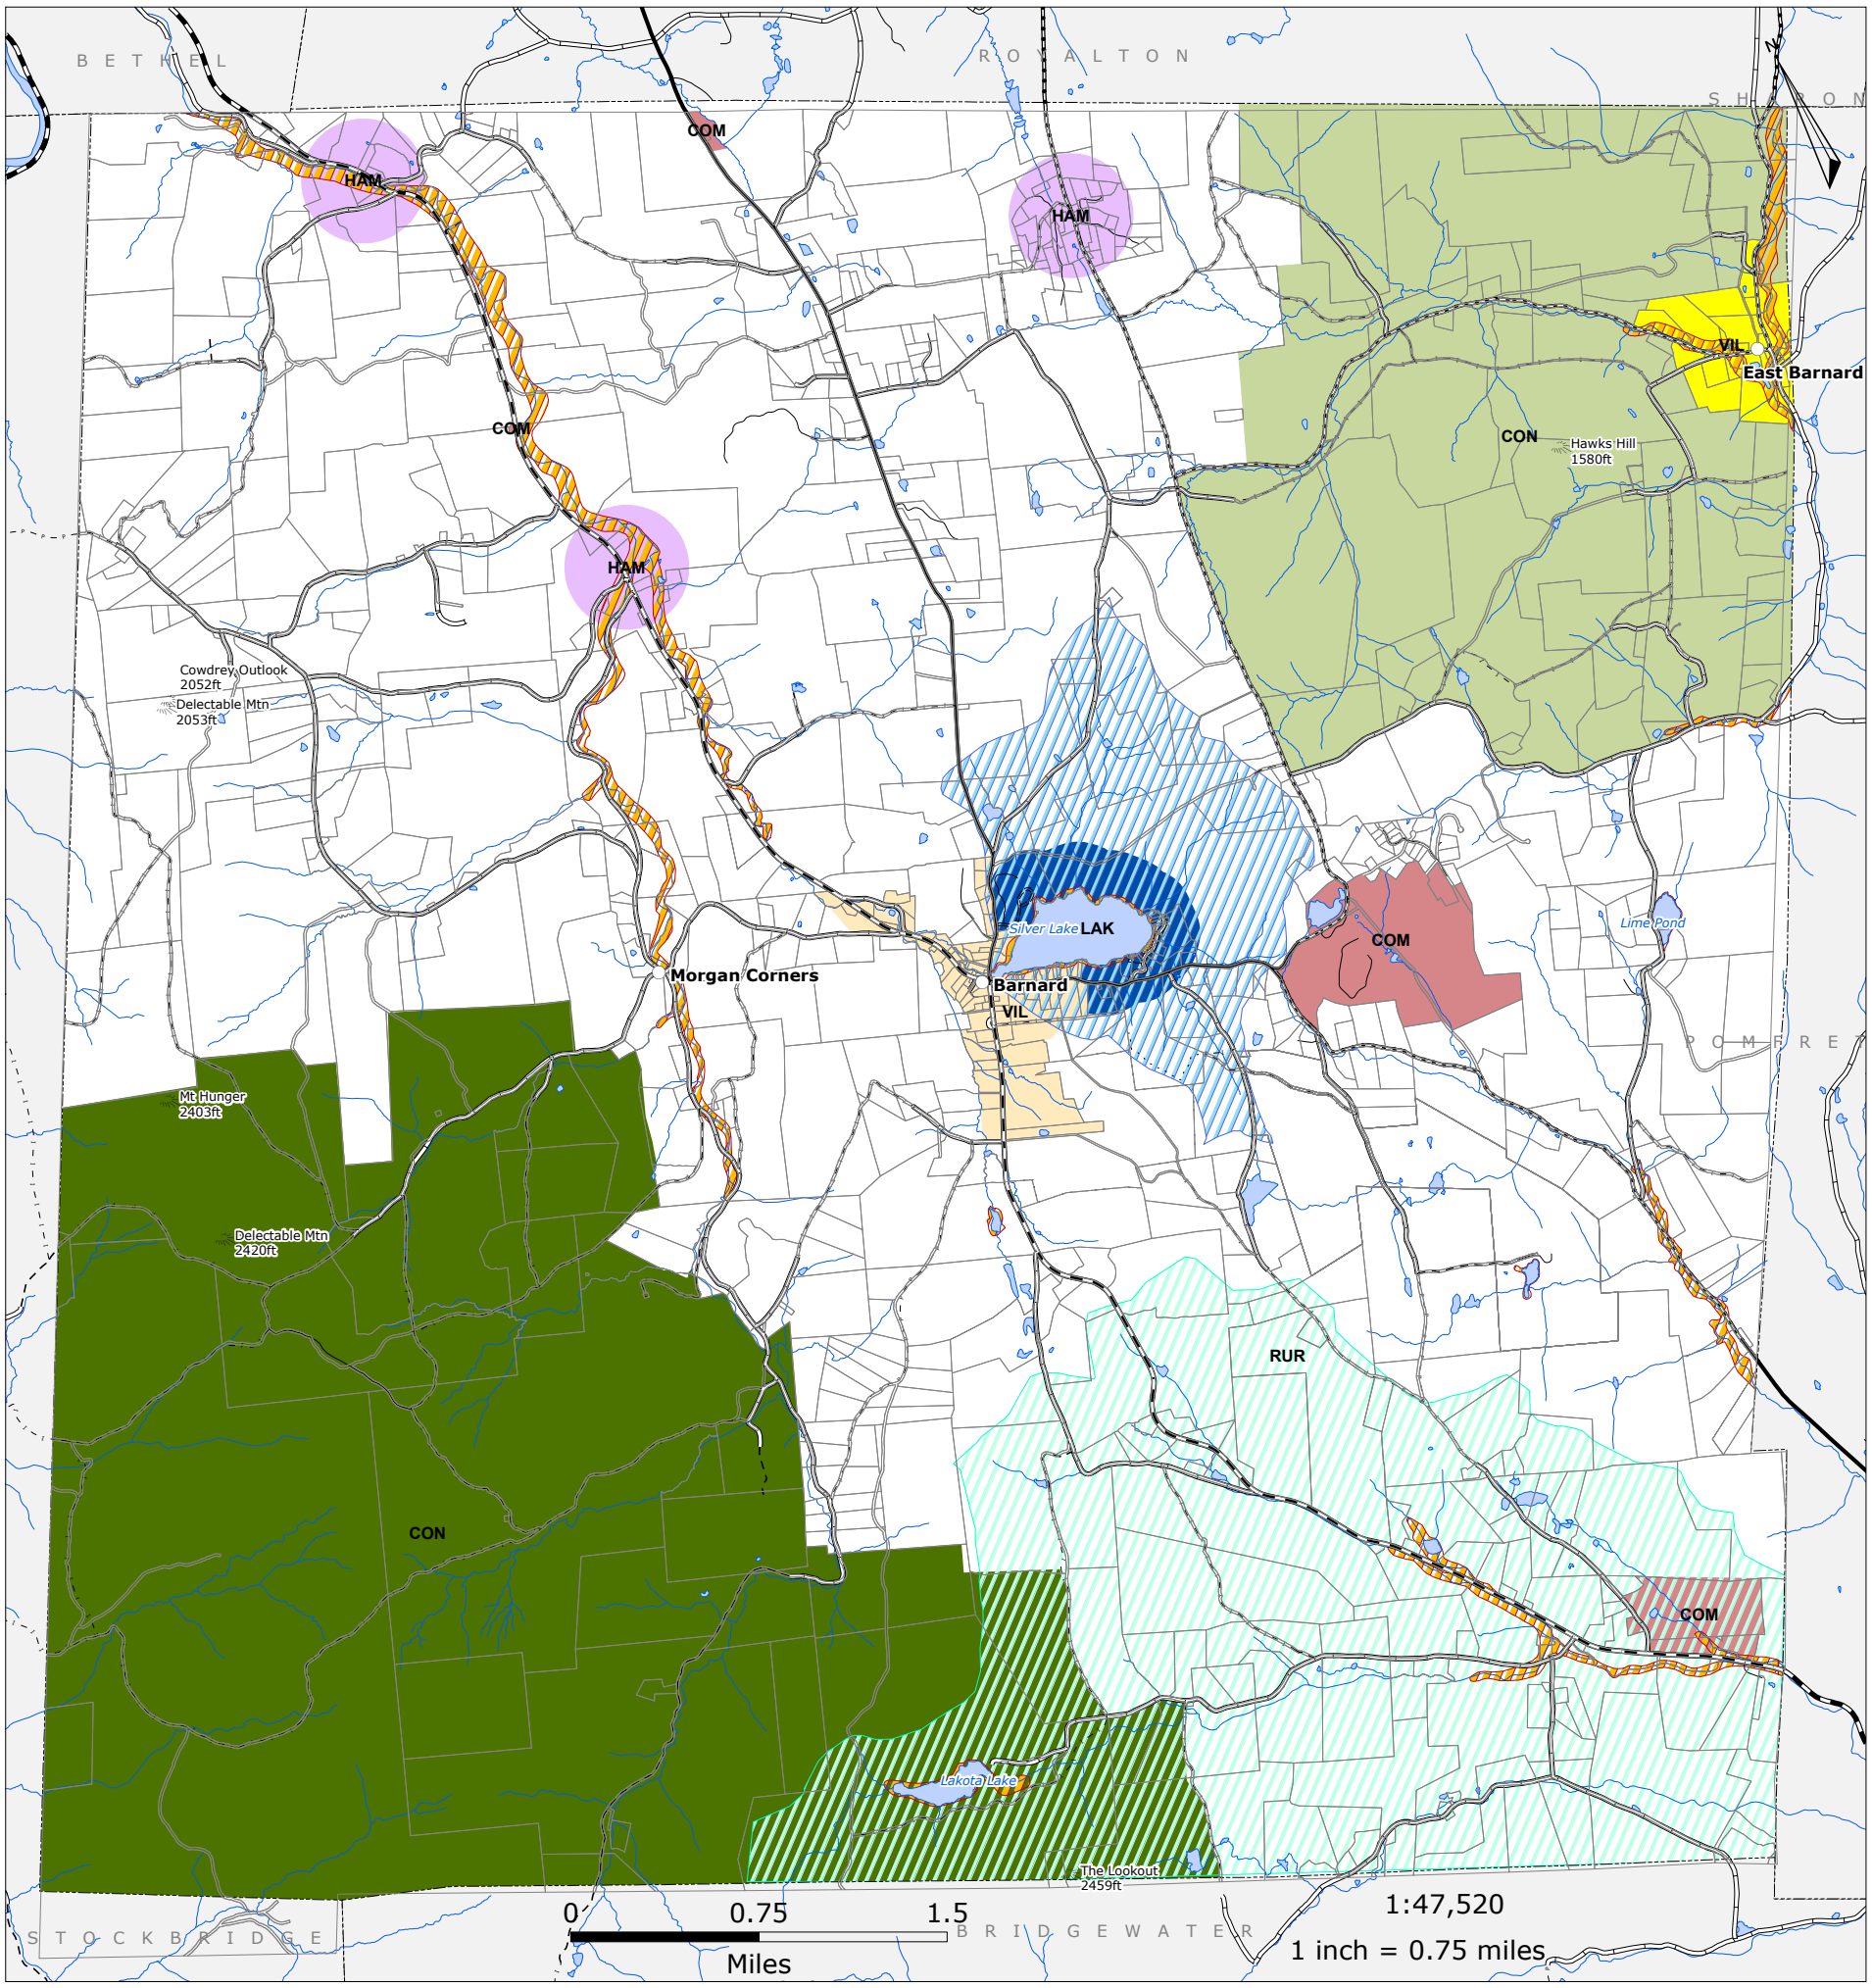 BETHEL
ROYALTON
N
SHARON
COM
HAM
HAM
VIL
East Barnard
COM
CON
Hawks Hill
1580ft
HAM
Cowdrey Outlook
2052ft
Delectable Mtn
2053ft
Silver Lake
LAK
COM
Lime Pond
Morgan Corners
Barnard
VIL
POMFRET
Mt Hunger
2403ft
Delectable Mtn
2420ft
RUR
CON
COM
Lakota Lake
The Lookout
2459ft
0 0.75 1.5
Miles
1:47,520
1 inch = 0.75 miles
STOCKBRIDGE
BRIDGEWATER